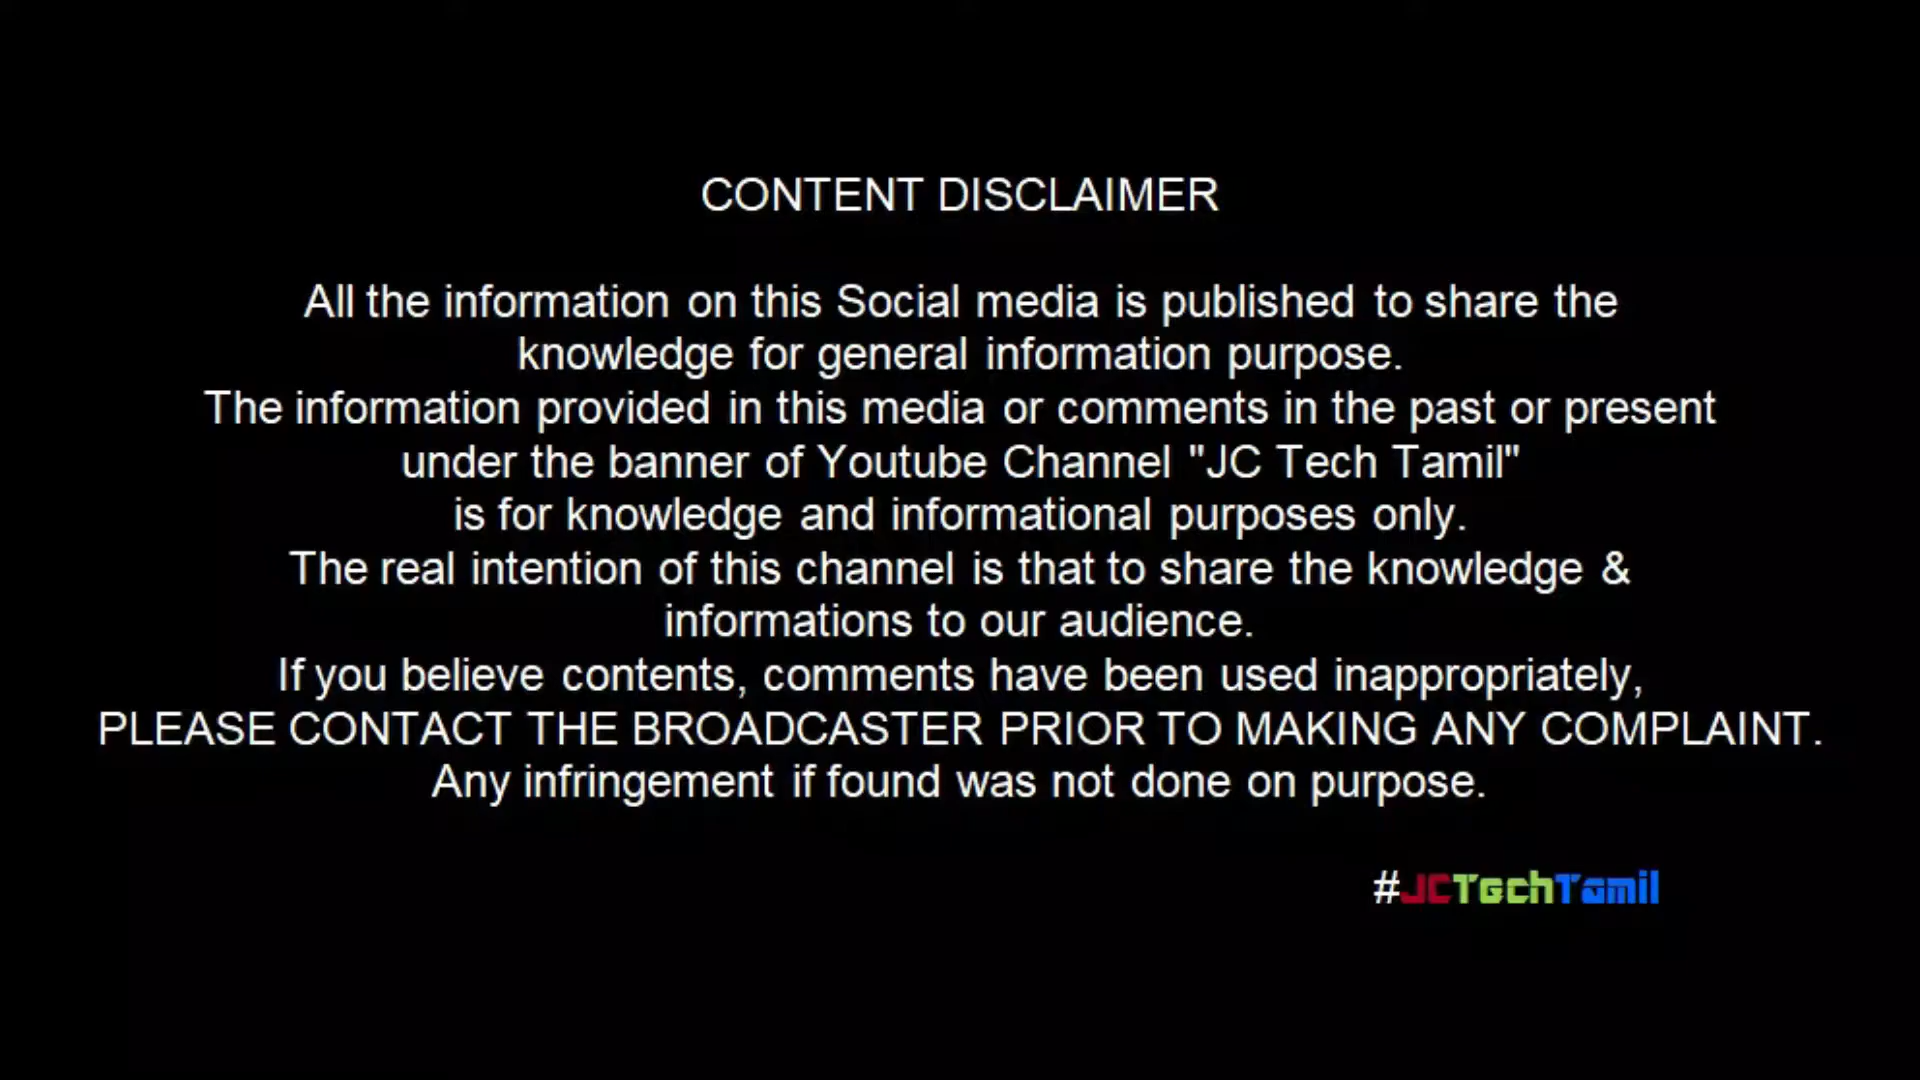 CONTENT DISCLAIMER
All the information on this Social media is published to share the
knowledge for general information purpose.
The information provided in this media or comments in the past or present
under the banner of Youtube Channel "JC Tech Tamil"
is for knowledge and informational purposes only.
The real intention of this channel is that to share the knowledge &
informations to our audience.
If you believe contents, comments have been used inappropriately,
PLEASE CONTACT THE BROADCASTER PRIOR TO MAKING ANY COMPLAINT.
Any infringement if found was not done on purpose.
#JCTechTamil